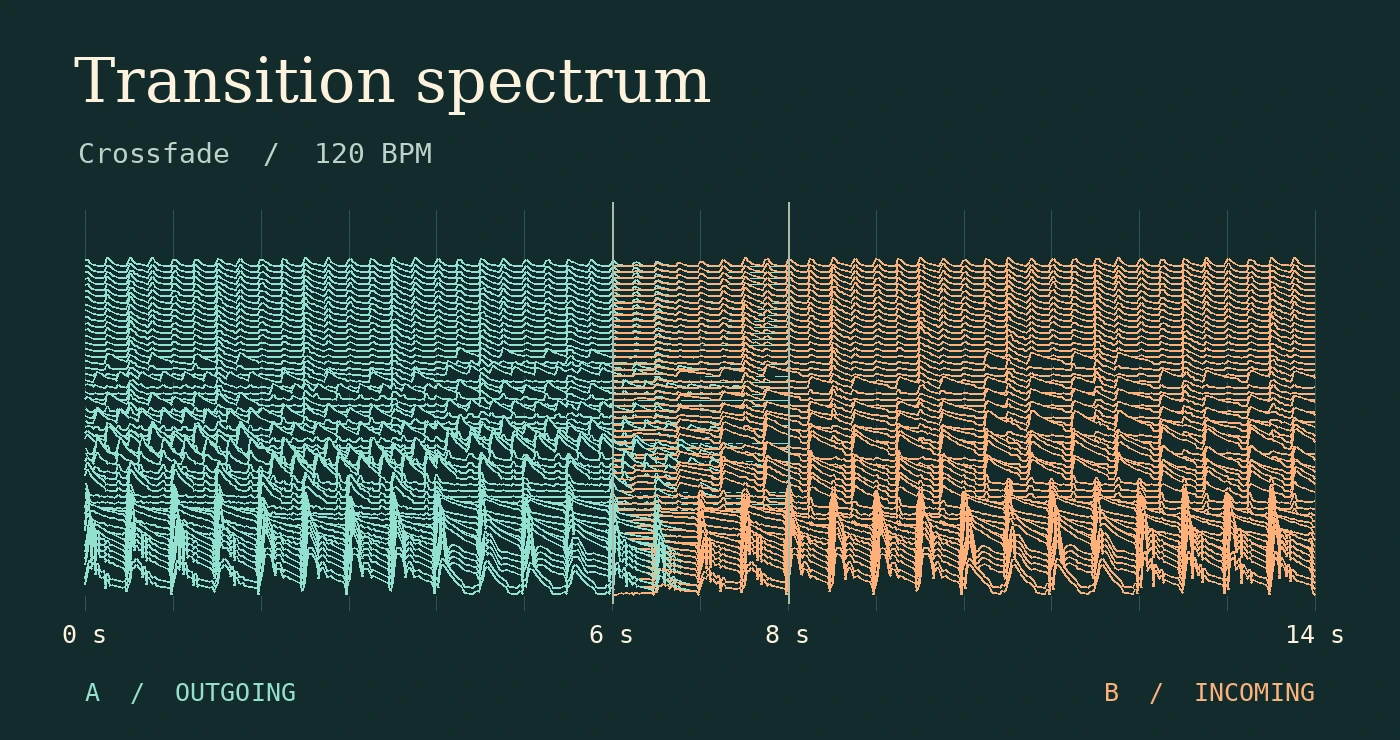 Transition spectrum
Crossfade / 120 BPM
0 s 6 s 8 s 14 s
A / OUTGOING B / INCOMING